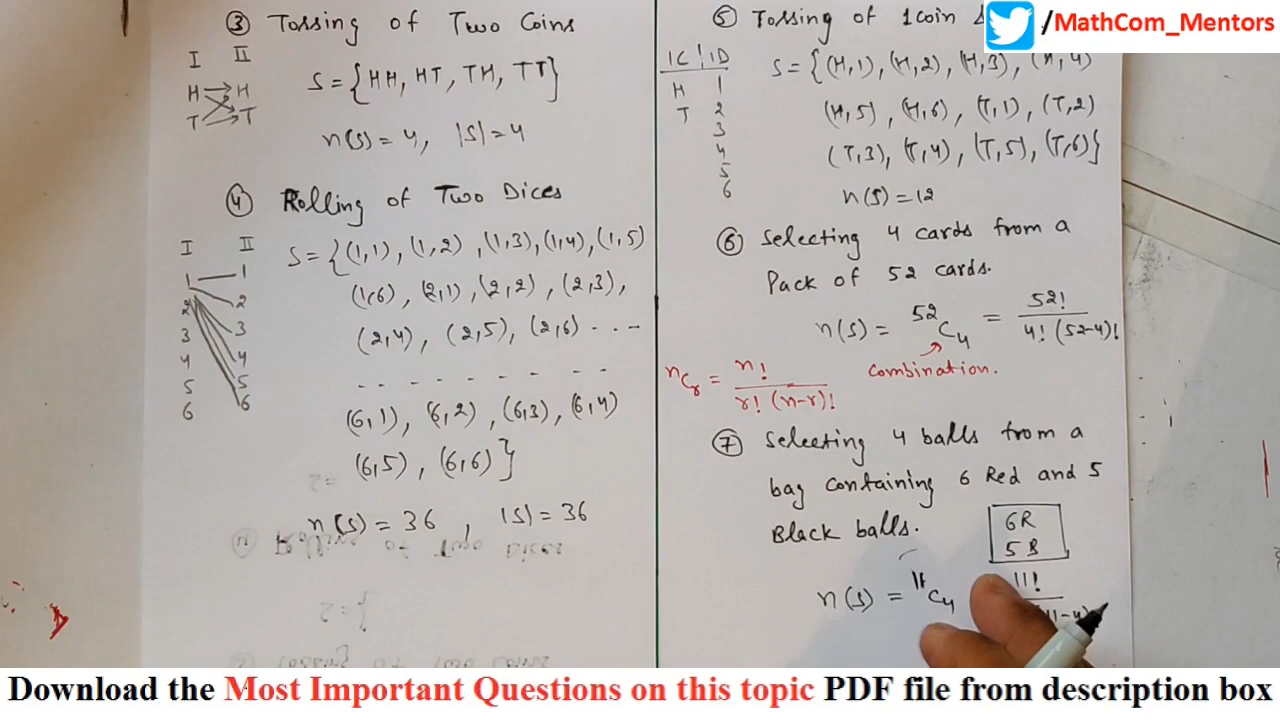 ③ Tossing of Two Coins
I II
H H
T T
S = {HH, HT, TH, TT}
n(S) = 4, |S| = 4
④ Rolling of Two Dices
I II
1 1
2 2
3 3
4 4
5 5
6 6
S = {(1,1), (1,2), (1,3), (1,4), (1,5)
(1,6), (2,1), (2,2), (2,3),
(2,4), (2,5), (2,6) - - - -
- - - - - - - -
(6,1), (6,2), (6,3), (6,4)
(6,5), (6,6)}
n(S) = 36, |S| = 36
⑤ Tossing of 1 coin
1C 1D
H 1
T 2
3
4
5
6
S = {(H,1), (H,2), (H,3), (H,4)
(H,5), (H,6), (T,1), (T,2)
(T,3), (T,4), (T,5), (T,6)}
n(S) = 12
⑥ Selecting 4 cards from a
Pack of 52 cards.
n(S) = 52C4 = 52! / 4! (52-4)!
Combination.
nCr = n! / r! (n-r)!
⑦ Selecting 4 balls from a
bag containing 6 Red and 5
Black balls.
6R
5B
n(S) = 11C4 11!
/MathCom_Mentors
Download the Most Important Questions on this topic PDF file from description box